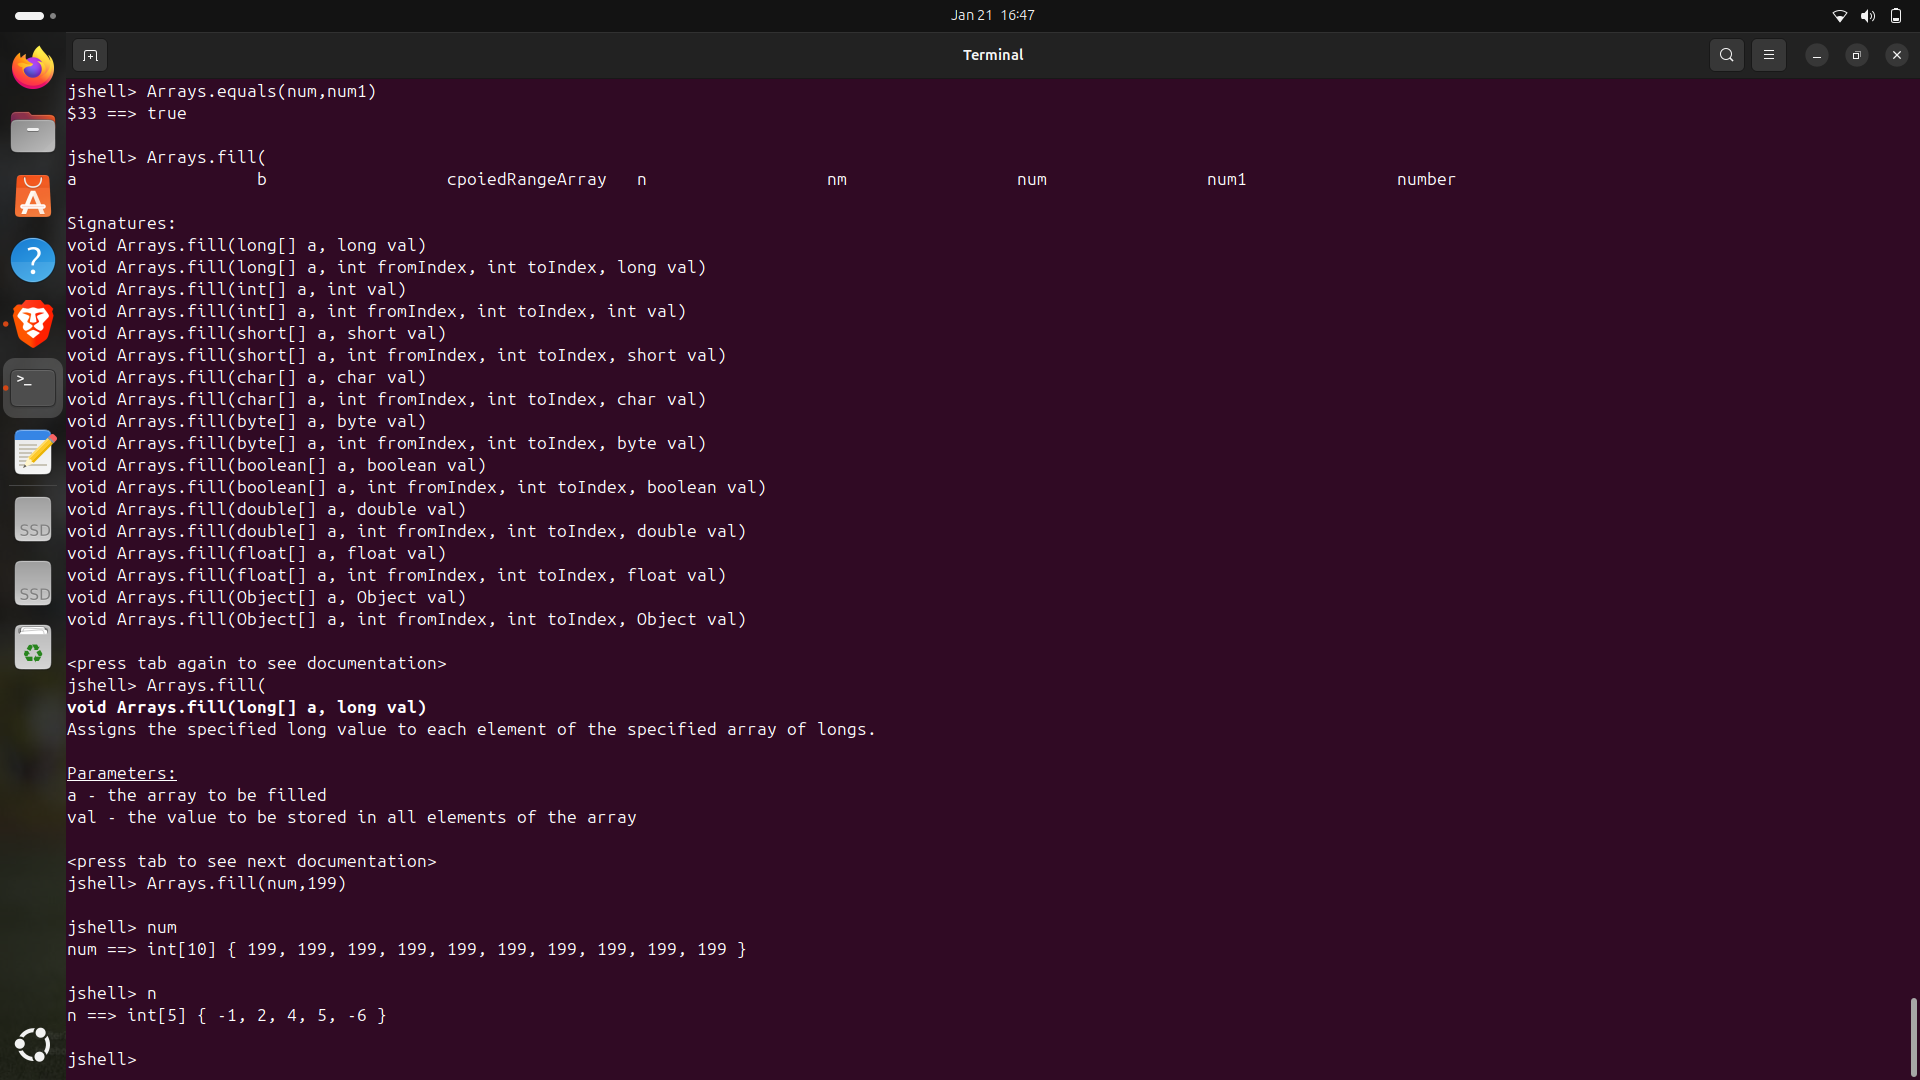 Jan 21  16:47
Terminal
jshell> Arrays.equals(num,num1)
$33 ==> true
jshell> Arrays.fill(
a                  b                  cpoiedRangeArray   n                  nm                 num                num1               number
Signatures:
void Arrays.fill(long[] a, long val)
void Arrays.fill(long[] a, int fromIndex, int toIndex, long val)
void Arrays.fill(int[] a, int val)
void Arrays.fill(int[] a, int fromIndex, int toIndex, int val)
void Arrays.fill(short[] a, short val)
void Arrays.fill(short[] a, int fromIndex, int toIndex, short val)
void Arrays.fill(char[] a, char val)
void Arrays.fill(char[] a, int fromIndex, int toIndex, char val)
void Arrays.fill(byte[] a, byte val)
void Arrays.fill(byte[] a, int fromIndex, int toIndex, byte val)
void Arrays.fill(boolean[] a, boolean val)
void Arrays.fill(boolean[] a, int fromIndex, int toIndex, boolean val)
void Arrays.fill(double[] a, double val)
void Arrays.fill(double[] a, int fromIndex, int toIndex, double val)
void Arrays.fill(float[] a, float val)
void Arrays.fill(float[] a, int fromIndex, int toIndex, float val)
void Arrays.fill(Object[] a, Object val)
void Arrays.fill(Object[] a, int fromIndex, int toIndex, Object val)
<press tab again to see documentation>
jshell> Arrays.fill(
void Arrays.fill(long[] a, long val)
Assigns the specified long value to each element of the specified array of longs.
Parameters:
a - the array to be filled
val - the value to be stored in all elements of the array
<press tab to see next documentation>
jshell> Arrays.fill(num,199)
jshell> num
num ==> int[10] { 199, 199, 199, 199, 199, 199, 199, 199, 199, 199 }
jshell> n
n ==> int[5] { -1, 2, 4, 5, -6 }
jshell>
SSD
SSD